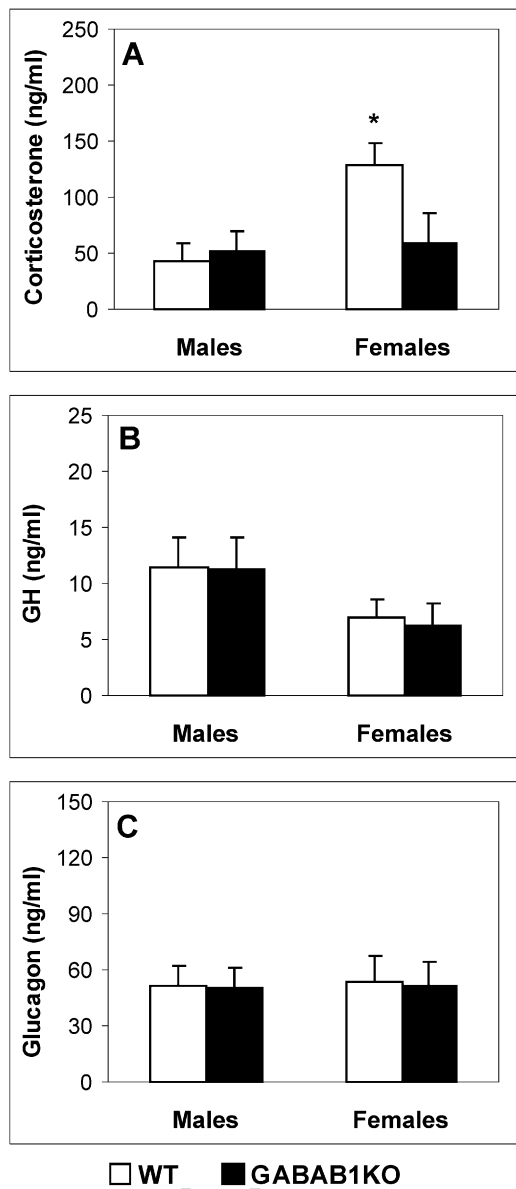 A
Corticosterone (ng/ml)
250
200
150
100
50
0
*
Males Females
B
GH (ng/ml)
25
20
15
10
5
0
Males Females
C
Glucagon (ng/ml)
150
120
90
60
30
0
Males Females
WT GABAB1KO